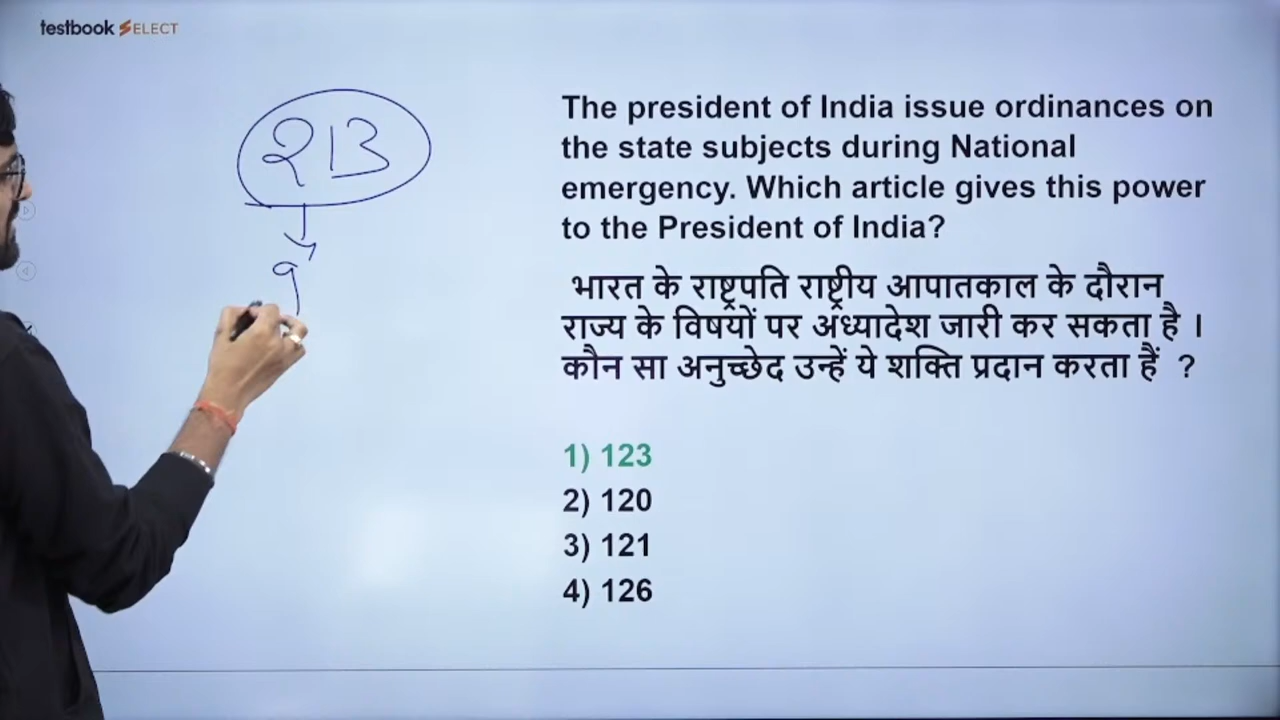 testbook SELECT
213
The president of India issue ordinances on
the state subjects during National
emergency. Which article gives this power
to the President of India?
भारत के राष्ट्रपति राष्ट्रीय आपातकाल के दौरान
राज्य के विषयों पर अध्यादेश जारी कर सकता है ।
कौन सा अनुच्छेद उन्हें ये शक्ति प्रदान करता हैं ?
1) 123
2) 120
3) 121
4) 126